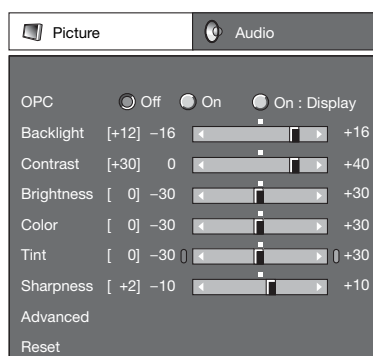 Picture Audio
OPC Off On On : Display
Backlight [+12] –16 +16
Contrast [+30] 0 +40
Brightness [ 0] –30 +30
Color [ 0] –30 +30
Tint [ 0] –30 +30
Sharpness [ +2] –10 +10
Advanced
Reset